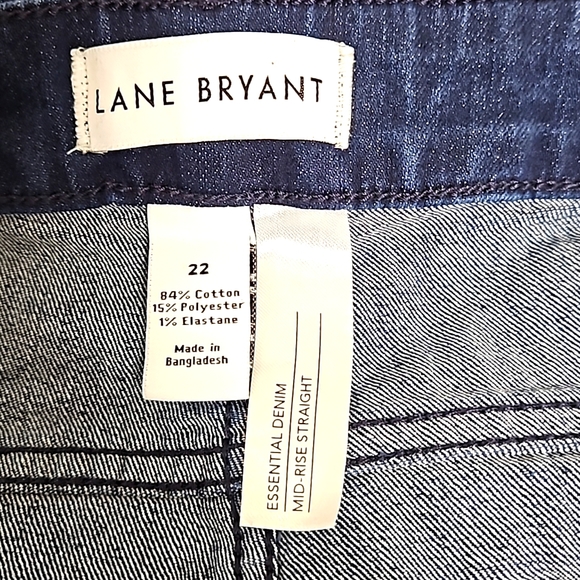 LANE BRYANT
22
84% Cotton
15% Polyester
1% Elastane
Made in
Bangladesh
ESSENTIAL DENIM
MID-RISE STRAIGHT